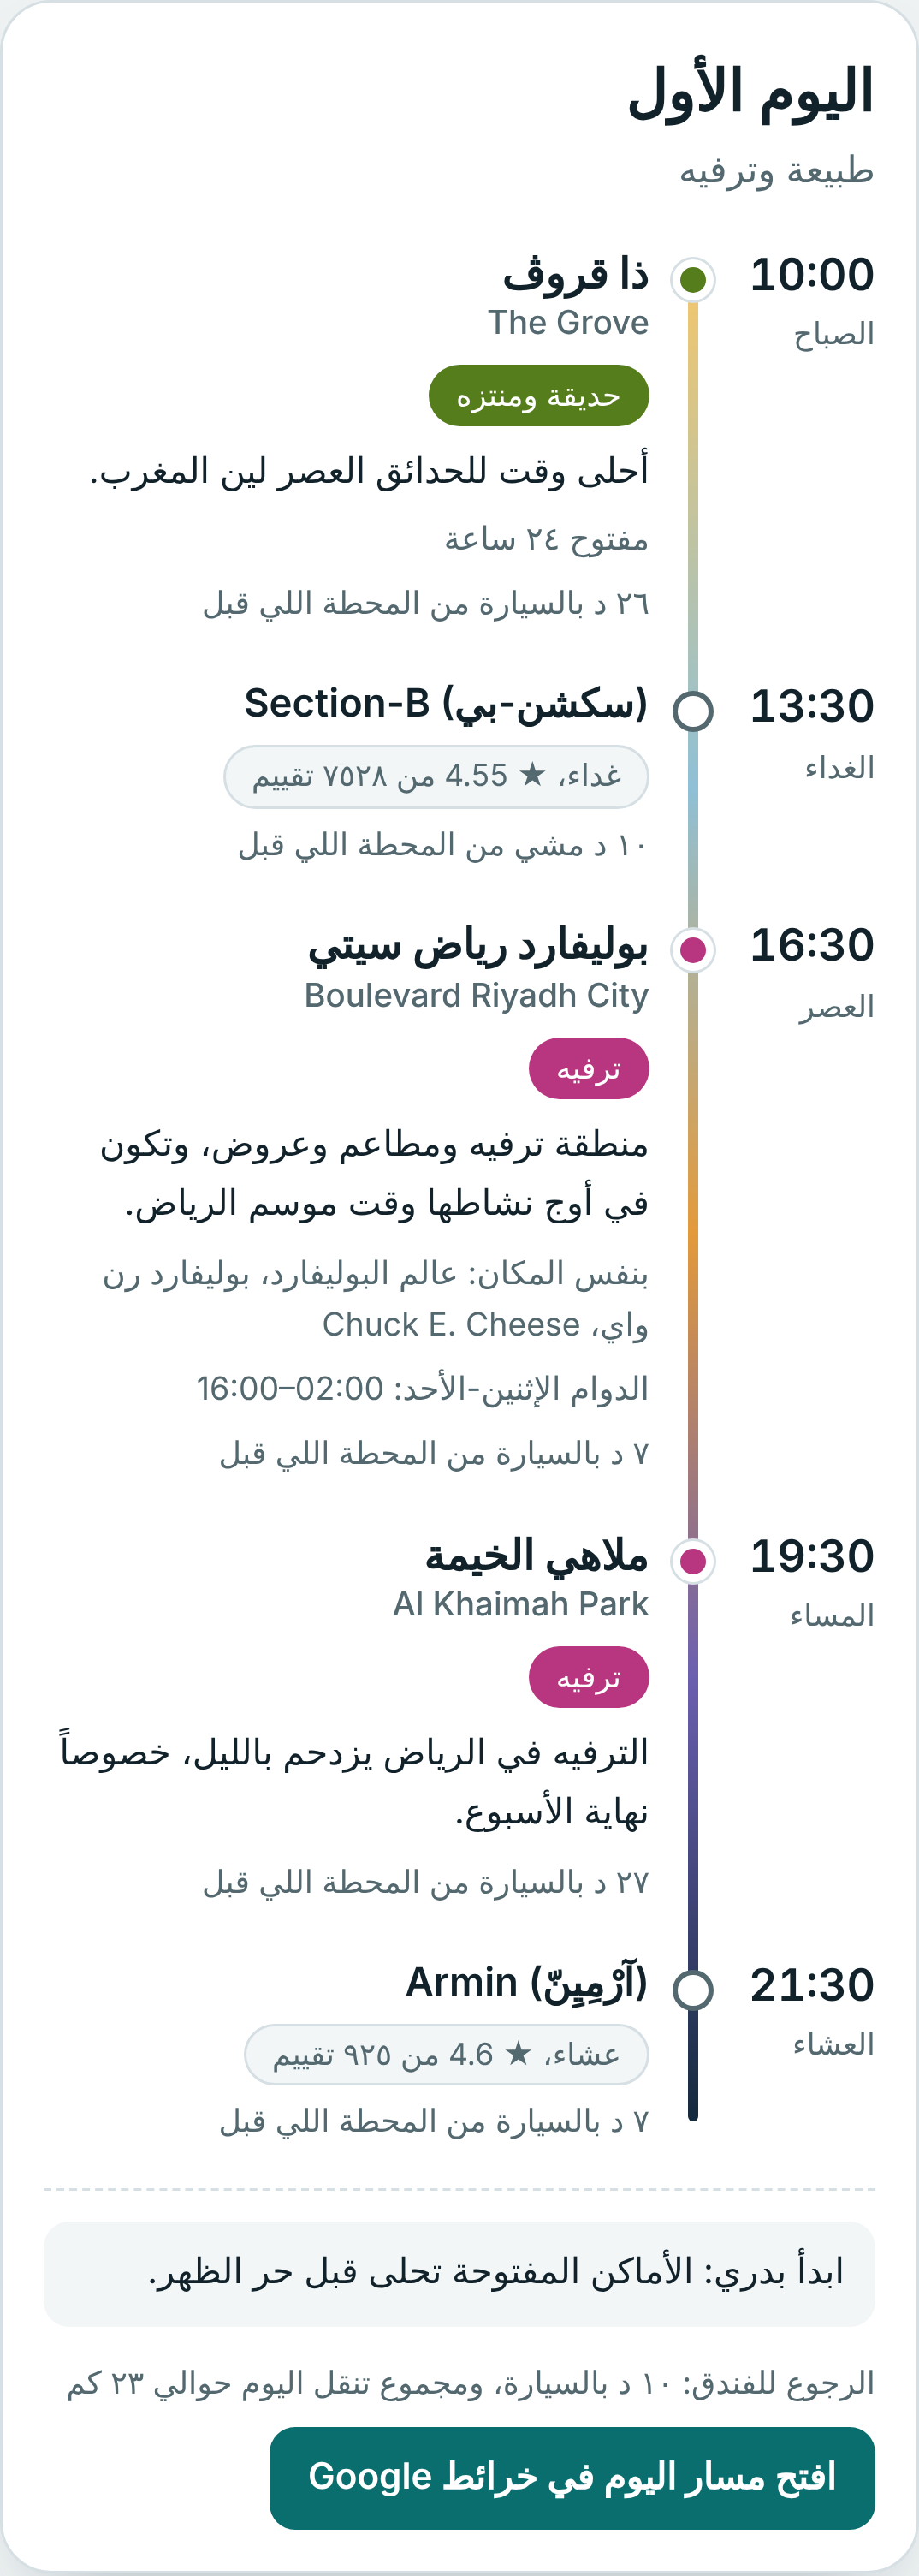 اليوم الأول
طبيعة وترفيه
10:00
الصباح
ذا قروڤ
The Grove
حديقة ومنتزه
أحلى وقت للحدائق العصر لين المغرب.
مفتوح ٢٤ ساعة
٢٦ د بالسيارة من المحطة اللي قبل
13:30
الغداء
Section-B (سكشن-بي)
غداء، ★ 4.55 من ٧٥٢٨ تقييم
١٠ د مشي من المحطة اللي قبل
16:30
العصر
بوليفارد رياض سيتي
Boulevard Riyadh City
ترفيه
منطقة ترفيه ومطاعم وعروض، وتكون
في أوج نشاطها وقت موسم الرياض.
بنفس المكان: عالم البوليفارد، بوليفارد رن
واي، Chuck E. Cheese
الدوام الإثنين-الأحد: 16:00–02:00
٧ د بالسيارة من المحطة اللي قبل
19:30
المساء
ملاهي الخيمة
Al Khaimah Park
ترفيه
الترفيه في الرياض يزدحم بالليل، خصوصاً
نهاية الأسبوع.
٢٧ د بالسيارة من المحطة اللي قبل
21:30
العشاء
Armin (آرْمِيِنّ)
عشاء، ★ 4.6 من ٩٢٥ تقييم
٧ د بالسيارة من المحطة اللي قبل
ابدأ بدري: الأماكن المفتوحة تحلى قبل حر الظهر.
الرجوع للفندق: ١٠ د بالسيارة، ومجموع تنقل اليوم حوالي ٢٣ كم
افتح مسار اليوم في خرائط Google